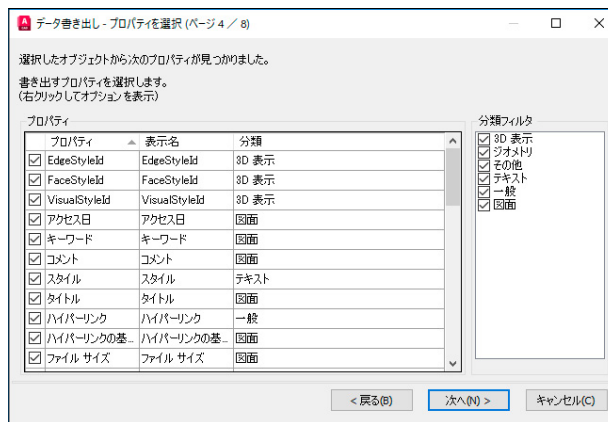 データ書き出し - プロパティを選択 (ページ 4 ／ 8)
選択したオブジェクトから次のプロパティが見つかりました。
書き出すプロパティを選択します。
(右クリックしてオプションを表示)
プロパティ
プロパティ 表示名 分類
EdgeStyleId EdgeStyleId 3D 表示
FaceStyleId FaceStyleId 3D 表示
VisualStyleId VisualStyleId 3D 表示
アクセス日 アクセス日 図面
キーワード キーワード 図面
コメント コメント 図面
スタイル スタイル テキスト
タイトル タイトル 図面
ハイパーリンク ハイパーリンク 一般
ハイパーリンクの基... ハイパーリンクの基... 図面
ファイル サイズ ファイル サイズ 図面
分類フィルタ
3D 表示
ジオメトリ
その他
テキスト
一般
図面
< 戻る(B) 次へ(N) > キャンセル(C)